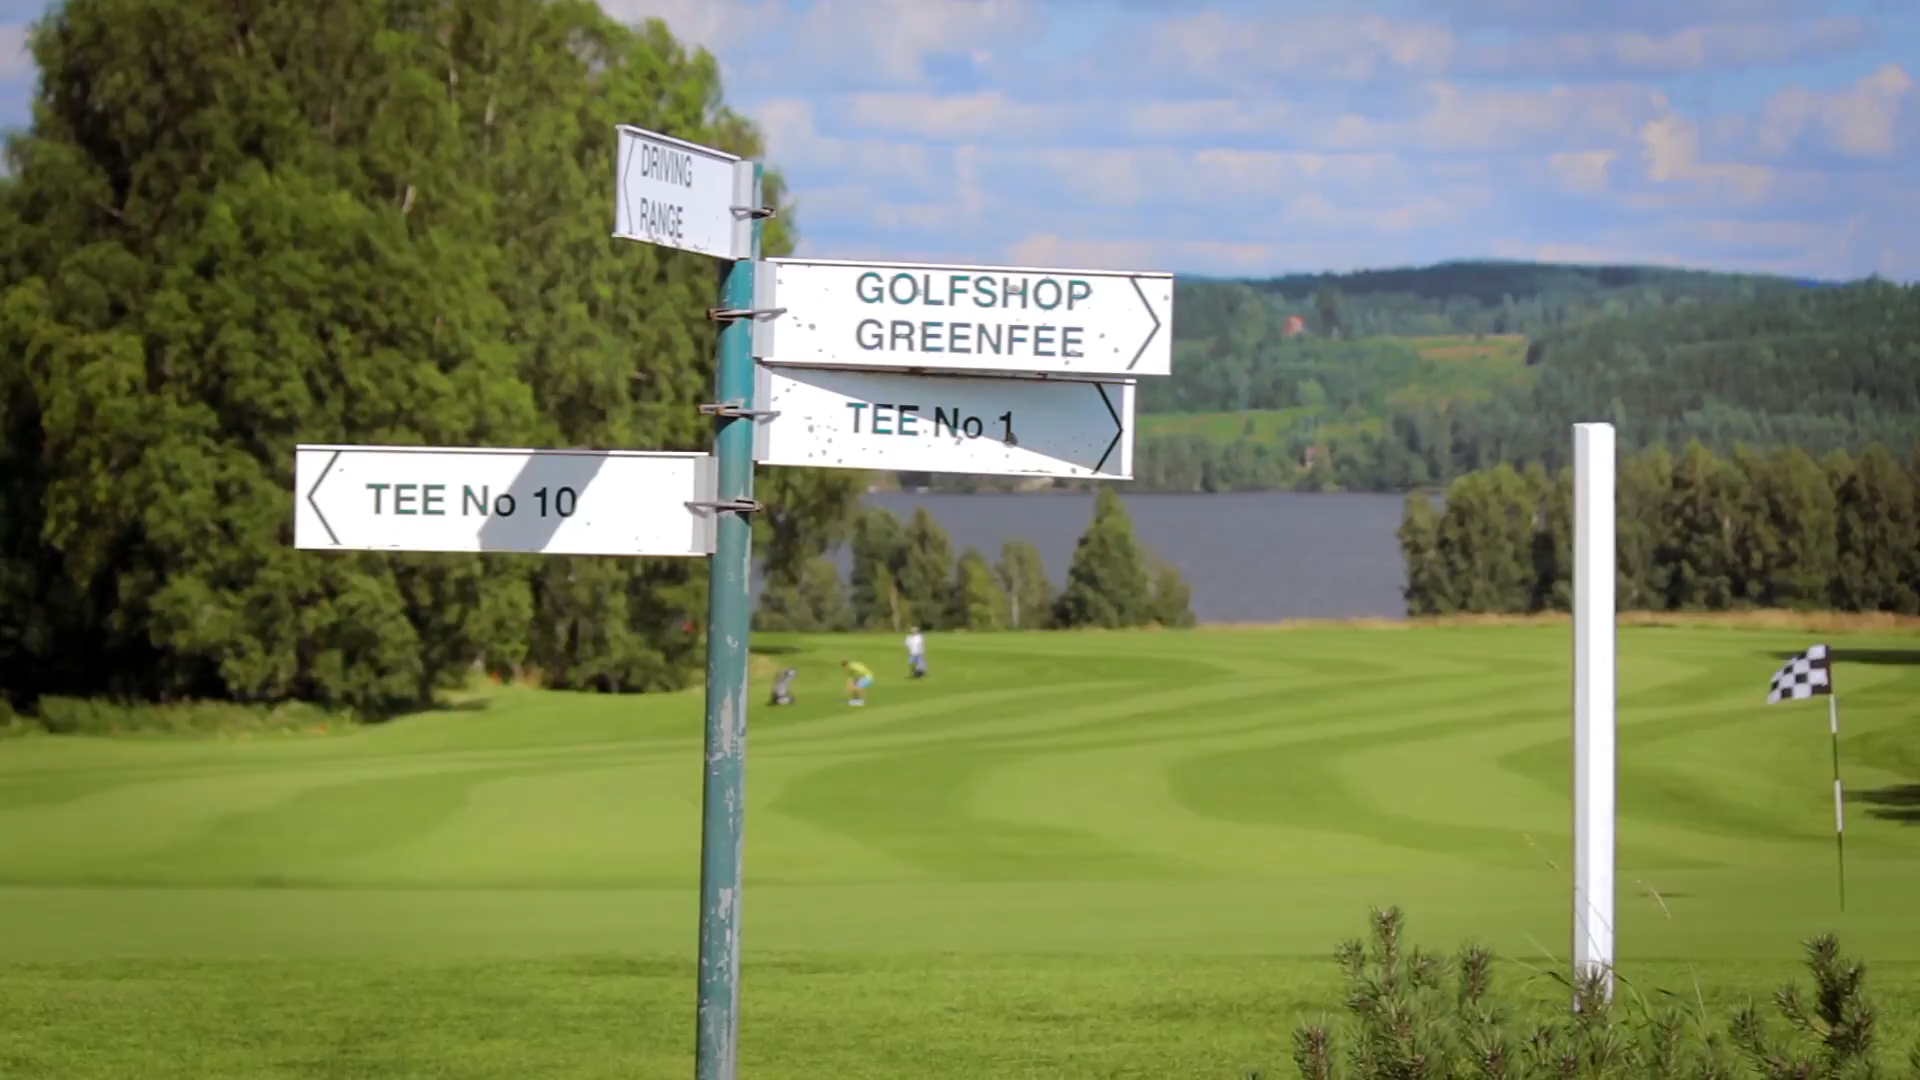 DRIVING
RANGE
GOLFSHOP
GREENFEE
TEE No 1
TEE No 10